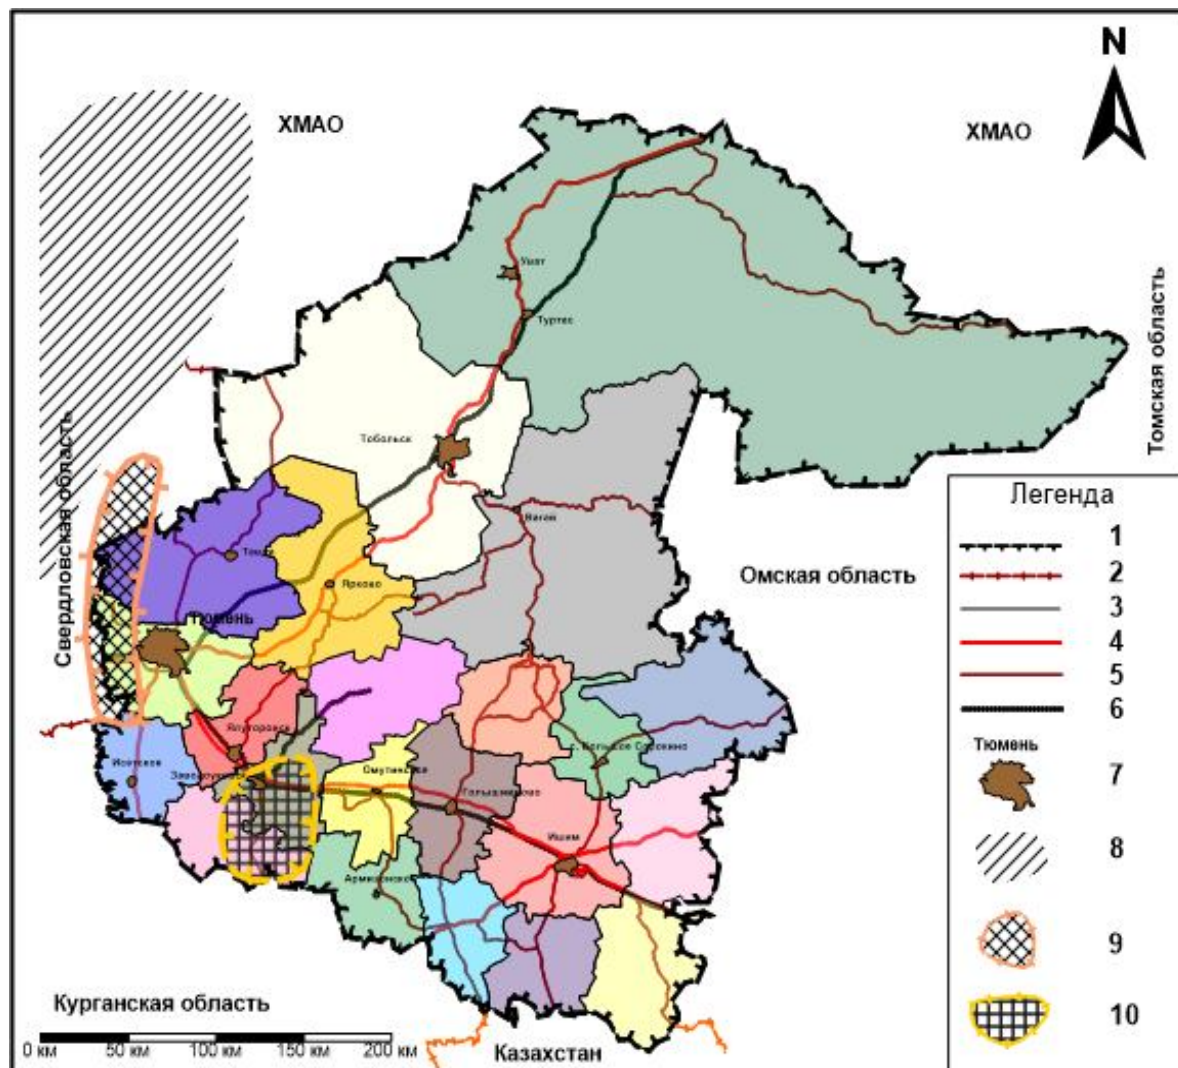 N
ХМАО
ХМАО
Уват
Туртас
Томская область
Тобольск
Свердловская область
Вагай
Омская область
Ярково
Тюмень
Ялуторовск
с. Большое Сорокино
Исетское
Омутинское
Голышманово
Ишим
Армизонское
Курганская область
Казахстан
0 км
50 км
100 км
150 км
200 км
Легенда
1
2
3
4
5
6
Тюмень
7
8
9
10